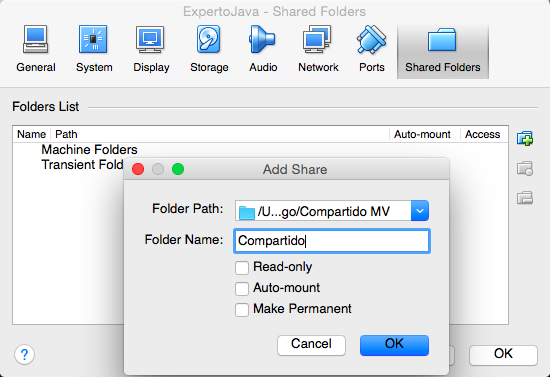 ExpertoJava - Shared Folders
General System Display Storage Audio Network Ports Shared Folders
Folders List
Name Path Auto-mount Access
Machine Folders
Transient Fold
Add Share
Folder Path: /U...go/Compartido MV
Folder Name: Compartido
Read-only
Auto-mount
Make Permanent
Cancel OK
? OK